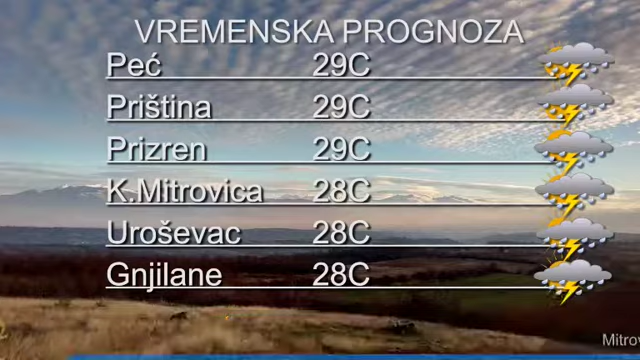 VREMENSKA PROGNOZA
Peć 29C
Priština 29C
Prizren 29C
K.Mitrovica 28C
Uroševac 28C
Gnjilane 28C